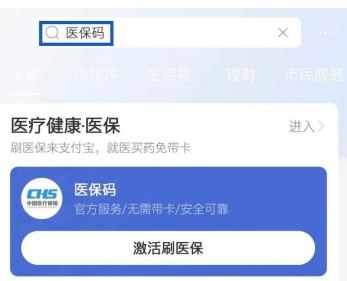 医保码
全部 小程序 生活号 理财 市民服务
医疗健康·医保 进入
刷医保来支付宝，就医买药免带卡
CHS
中国医疗保障
医保码
官方服务/无需带卡/安全可靠
激活刷医保